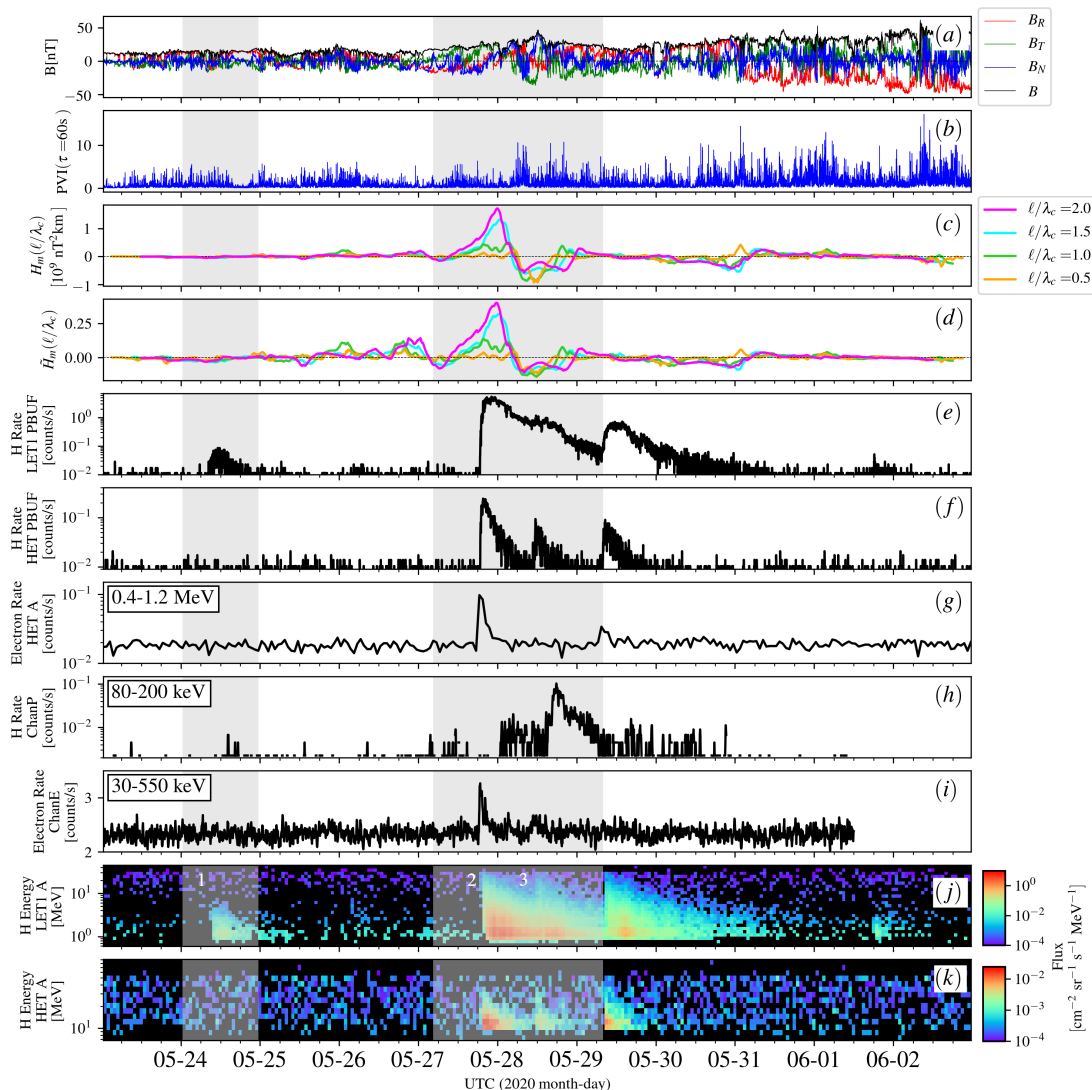 50
0
−50
B[nT]
(a)
B_R
B_T
B_N
B
10
0
PVI(τ =60s)
(b)
1
0
−1
H_m(ℓ/λ_c)
[10^9 nT^2km]
(c)
ℓ/λ_c =2.0
ℓ/λ_c =1.5
ℓ/λ_c =1.0
ℓ/λ_c =0.5
0.25
0.00
H̃_m(ℓ/λ_c)
(d)
10^0
10^−1
10^−2
H Rate
LET1 PBUF
[counts/s]
(e)
10^−1
10^−2
H Rate
HET PBUF
[counts/s]
(f)
10^−1
10^−2
Electron Rate
HET A
[counts/s]
0.4-1.2 MeV
(g)
10^−1
10^−2
H Rate
ChanP
[counts/s]
80-200 keV
(h)
3
2
Electron Rate
ChanE
[counts/s]
30-550 keV
(i)
10^1
10^0
H Energy
LET1 A
[MeV]
1
2
3
(j)
10^0
10^−2
10^−4
10^1
H Energy
HET A
[MeV]
(k)
10^−2
10^−3
10^−4
Flux
[cm^−2 sr^−1 s^−1 MeV^−1]
05-24 05-25 05-26 05-27 05-28 05-29 05-30 05-31 06-01 06-02
UTC (2020 month-day)